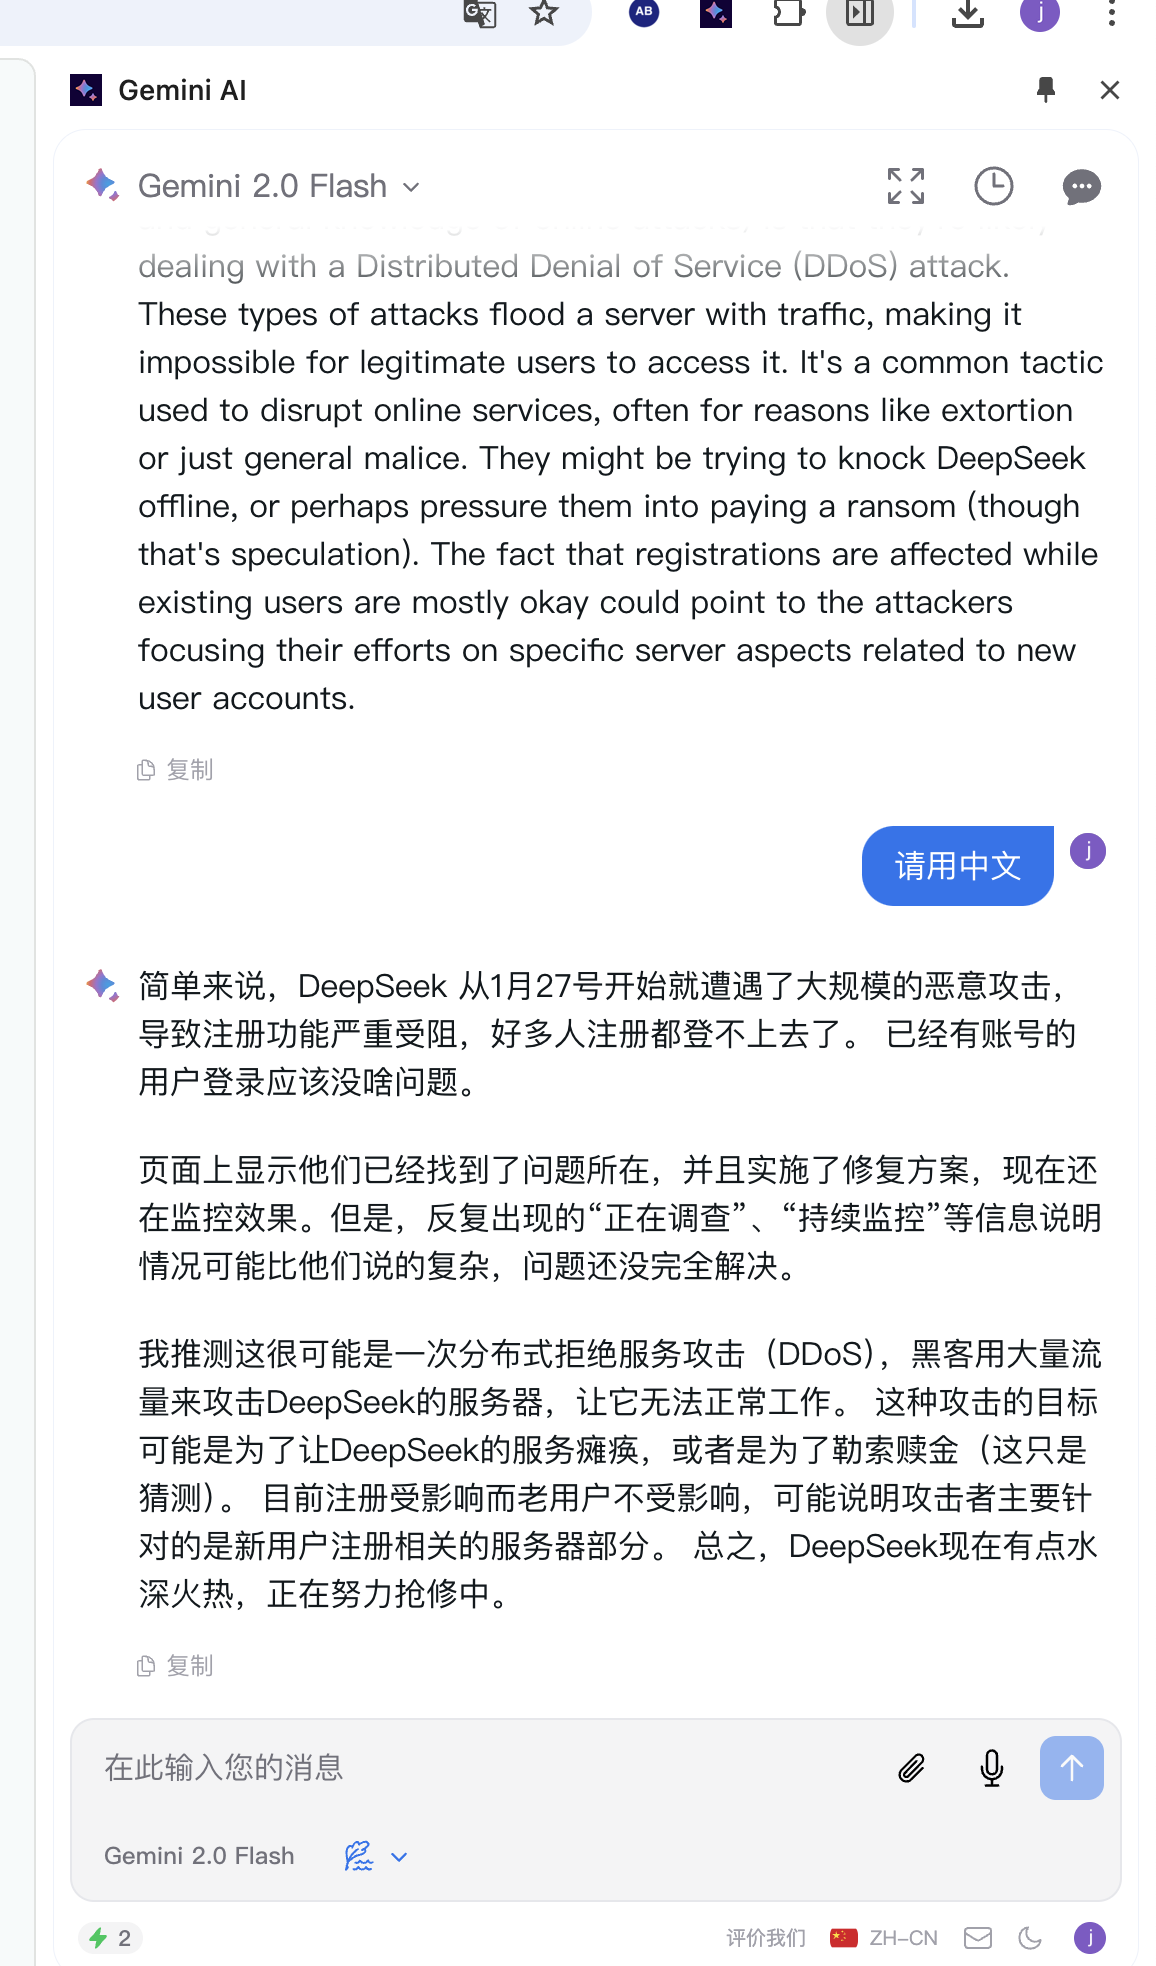 AB
j
Gemini AI
Gemini 2.0 Flash
dealing with a Distributed Denial of Service (DDoS) attack.
These types of attacks flood a server with traffic, making it
impossible for legitimate users to access it. It's a common tactic
used to disrupt online services, often for reasons like extortion
or just general malice. They might be trying to knock DeepSeek
offline, or perhaps pressure them into paying a ransom (though
that's speculation). The fact that registrations are affected while
existing users are mostly okay could point to the attackers
focusing their efforts on specific server aspects related to new
user accounts.
复制
请用中文
j
简单来说，DeepSeek 从1月27号开始就遭遇了大规模的恶意攻击，
导致注册功能严重受阻，好多人注册都登不上去了。 已经有账号的
用户登录应该没啥问题。
页面上显示他们已经找到了问题所在，并且实施了修复方案，现在还
在监控效果。但是，反复出现的“正在调查”、“持续监控”等信息说明
情况可能比他们说的复杂，问题还没完全解决。
我推测这很可能是一次分布式拒绝服务攻击（DDoS），黑客用大量流
量来攻击DeepSeek的服务器，让它无法正常工作。 这种攻击的目标
可能是为了让DeepSeek的服务瘫痪，或者是为了勒索赎金（这只是
猜测）。 目前注册受影响而老用户不受影响，可能说明攻击者主要针
对的是新用户注册相关的服务器部分。 总之，DeepSeek现在有点水
深火热，正在努力抢修中。
复制
在此输入您的消息
Gemini 2.0 Flash
2
评价我们
ZH-CN
j